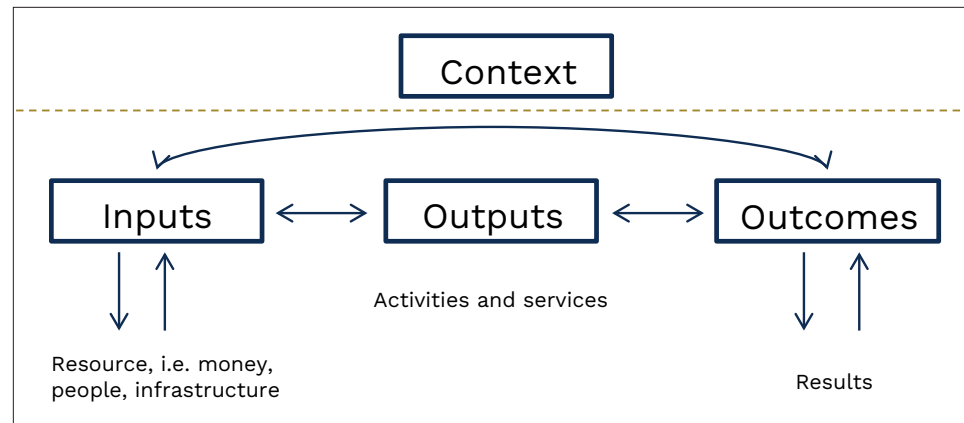 Context
Inputs
Outputs
Outcomes
Activities and services
Resource, i.e. money,
people, infrastructure
Results